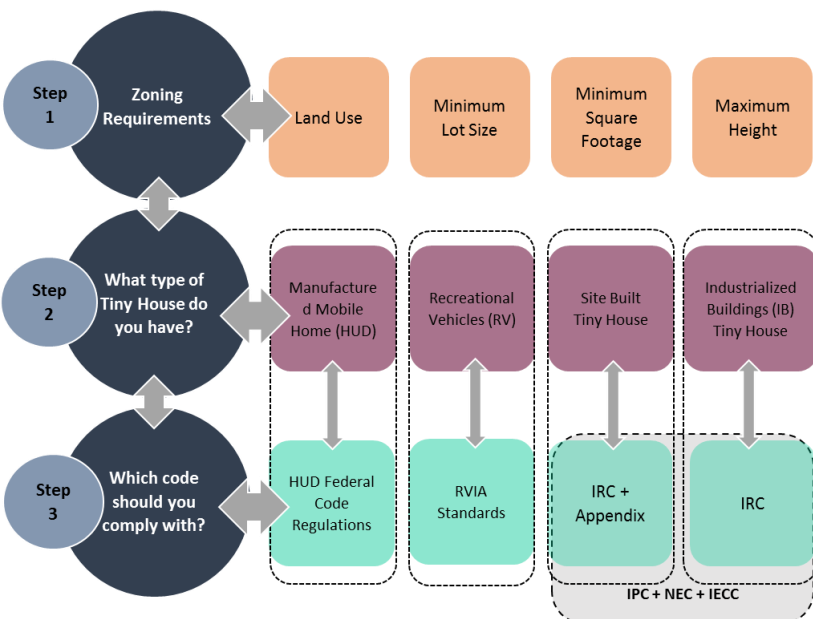 Step
1
Zoning
Requirements
Land Use
Minimum
Lot Size
Minimum
Square
Footage
Maximum
Height
Step
2
What type of
Tiny House do
you have?
Manufacture
d Mobile
Home (HUD)
Recreational
Vehicles (RV)
Site Built
Tiny House
Industrialized
Buildings (IB)
Tiny House
Step
3
Which code
should you
comply with?
HUD Federal
Code
Regulations
RVIA
Standards
IRC +
Appendix
IRC
IPC + NEC + IECC